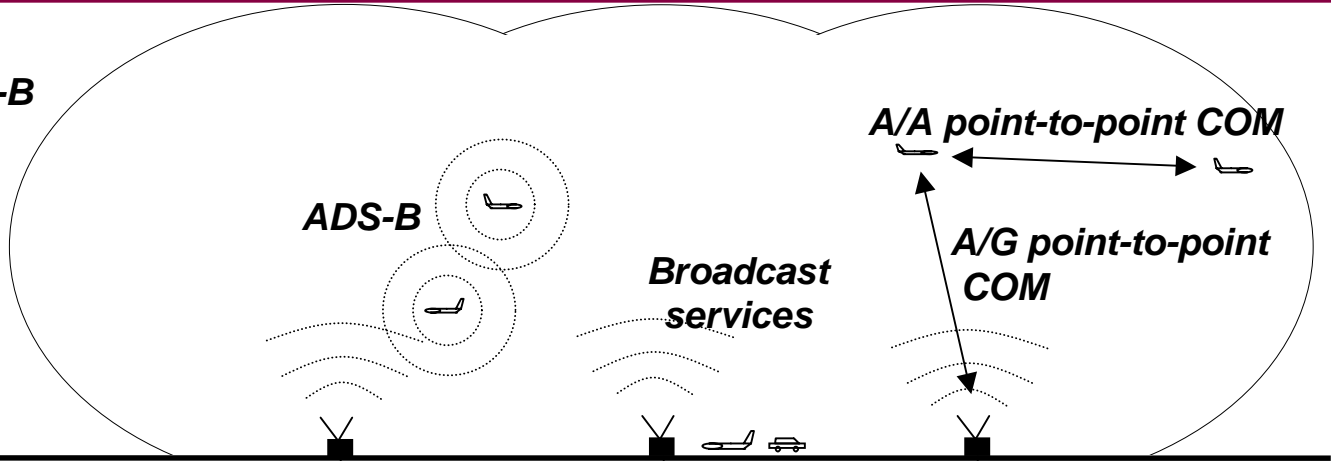 -B
A/A point-to-point COM
ADS-B
A/G point-to-point
COM
Broadcast
services